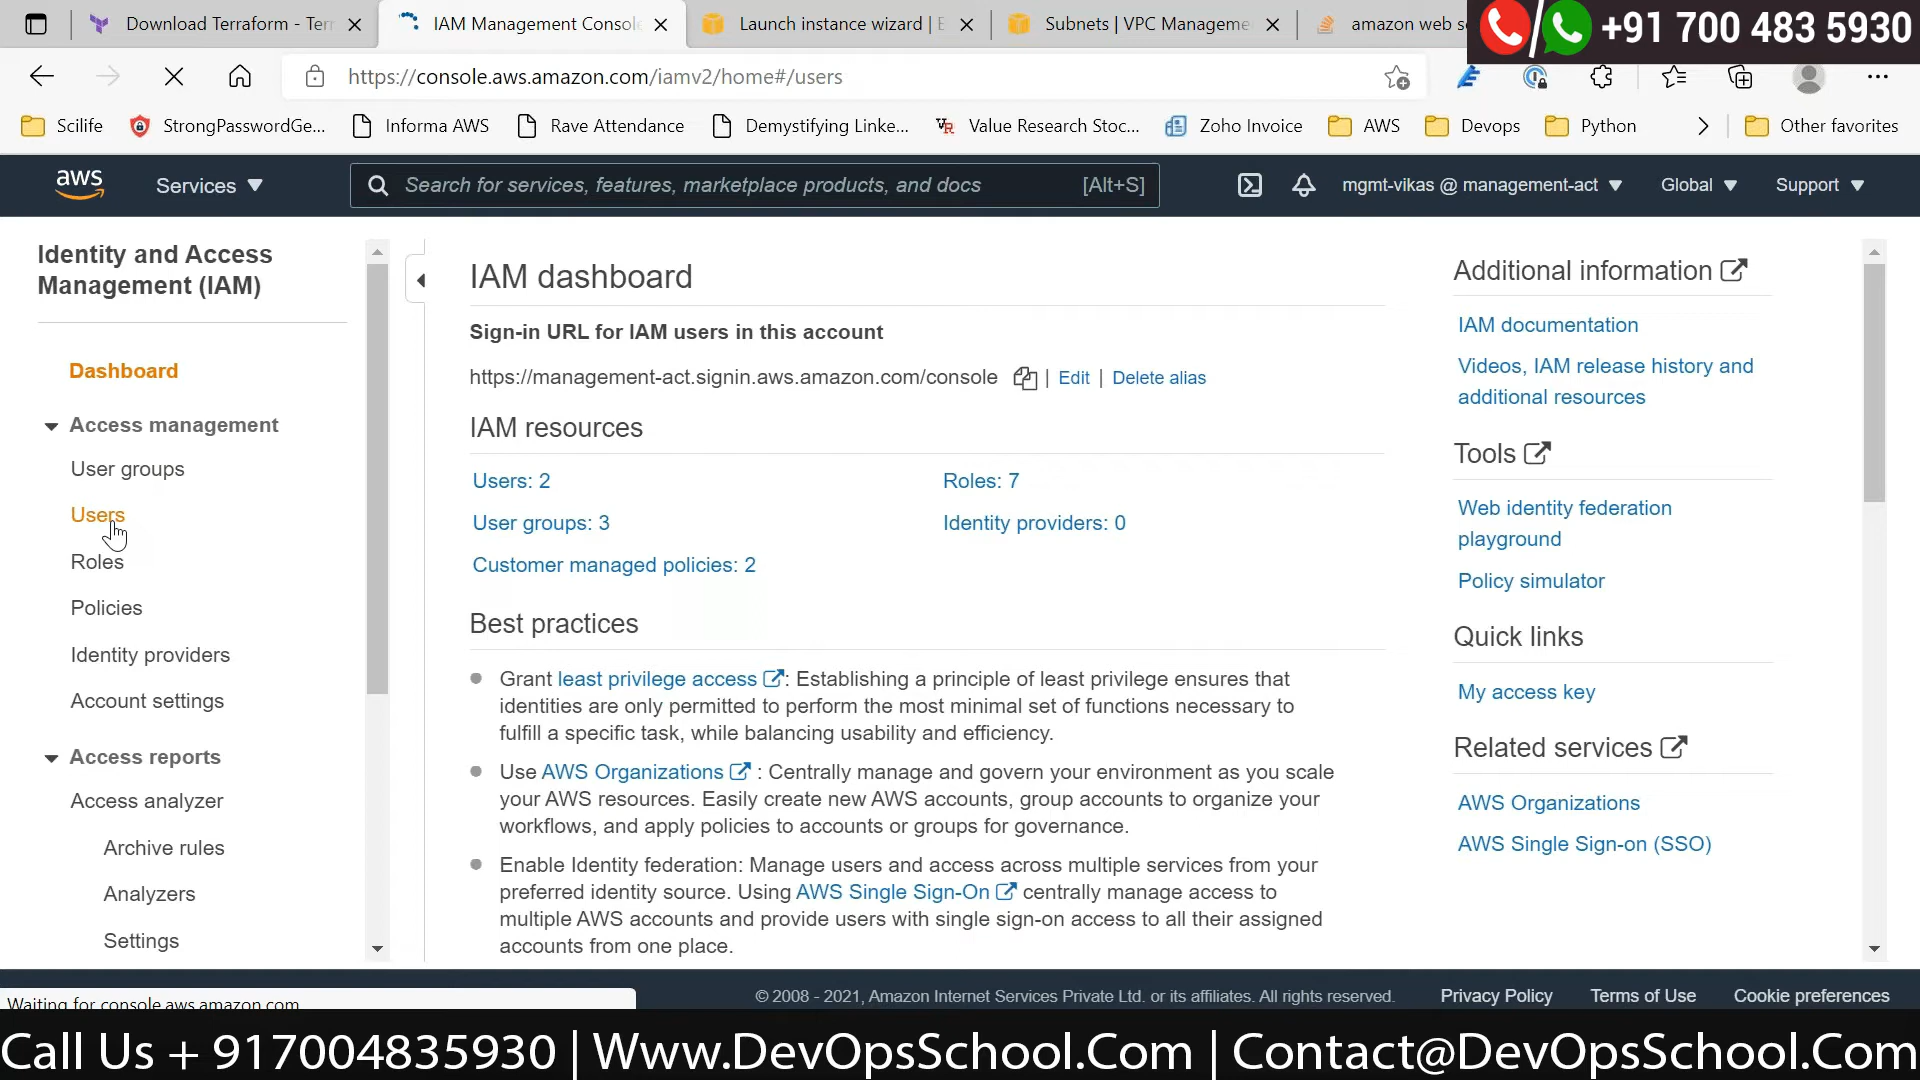 Download Terraform - Terr
IAM Management Console
Launch instance wizard | E
Subnets | VPC Manageme
amazon web se
+91 700 483 5930
https://console.aws.amazon.com/iamv2/home#/users
Scilife
StrongPasswordGe...
Informa AWS
Rave Attendance
Demystifying Linke...
Value Research Stoc...
Zoho Invoice
AWS
Devops
Python
Other favorites
aws
Services
Search for services, features, marketplace products, and docs
[Alt+S]
mgmt-vikas @ management-act
Global
Support
Identity and Access
Management (IAM)
Dashboard
Access management
User groups
Users
Roles
Policies
Identity providers
Account settings
Access reports
Access analyzer
Archive rules
Analyzers
Settings
IAM dashboard
Sign-in URL for IAM users in this account
https://management-act.signin.aws.amazon.com/console | Edit | Delete alias
IAM resources
Users: 2
Roles: 7
User groups: 3
Identity providers: 0
Customer managed policies: 2
Best practices
Grant least privilege access : Establishing a principle of least privilege ensures that
identities are only permitted to perform the most minimal set of functions necessary to
fulfill a specific task, while balancing usability and efficiency.
Use AWS Organizations : Centrally manage and govern your environment as you scale
your AWS resources. Easily create new AWS accounts, group accounts to organize your
workflows, and apply policies to accounts or groups for governance.
Enable Identity federation: Manage users and access across multiple services from your
preferred identity source. Using AWS Single Sign-On centrally manage access to
multiple AWS accounts and provide users with single sign-on access to all their assigned
accounts from one place.
Additional information
IAM documentation
Videos, IAM release history and
additional resources
Tools
Web identity federation
playground
Policy simulator
Quick links
My access key
Related services
AWS Organizations
AWS Single Sign-on (SSO)
Waiting for console.aws.amazon.com
© 2008 - 2021, Amazon Internet Services Private Ltd. or its affiliates. All rights reserved.
Privacy Policy
Terms of Use
Cookie preferences
Call Us + 917004835930 | Www.DevOpsSchool.Com | Contact@DevOpsSchool.Com